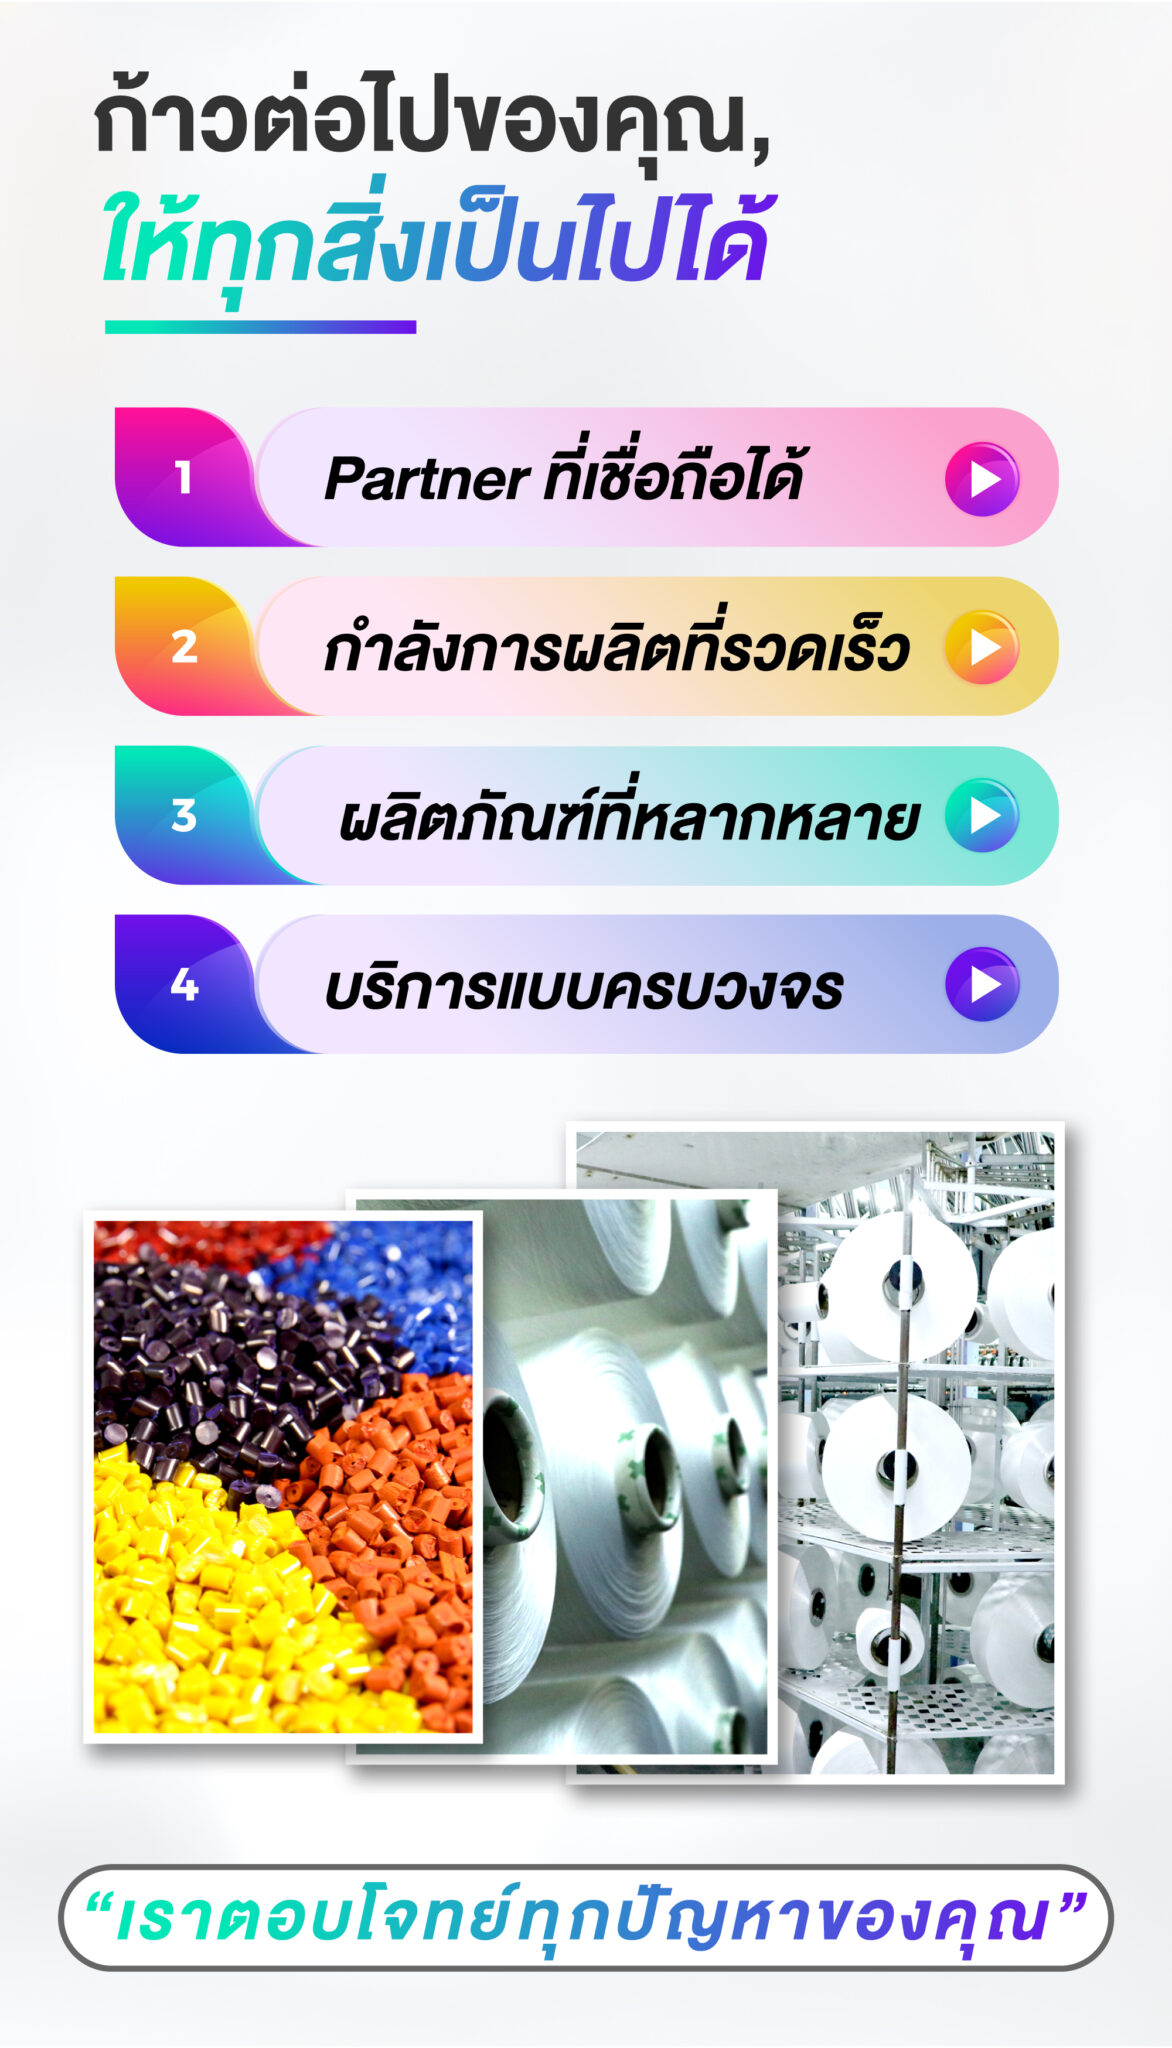 ก้าวต่อไปของคุณ,
ให้ทุกสิ่งเป็นไปได้
1 Partner ที่เชื่อถือได้
2 กำลังการผลิตที่รวดเร็ว
3 ผลิตภัณฑ์ที่หลากหลาย
4 บริการแบบครบวงจร
“เราตอบโจทย์ทุกปัญหาของคุณ”